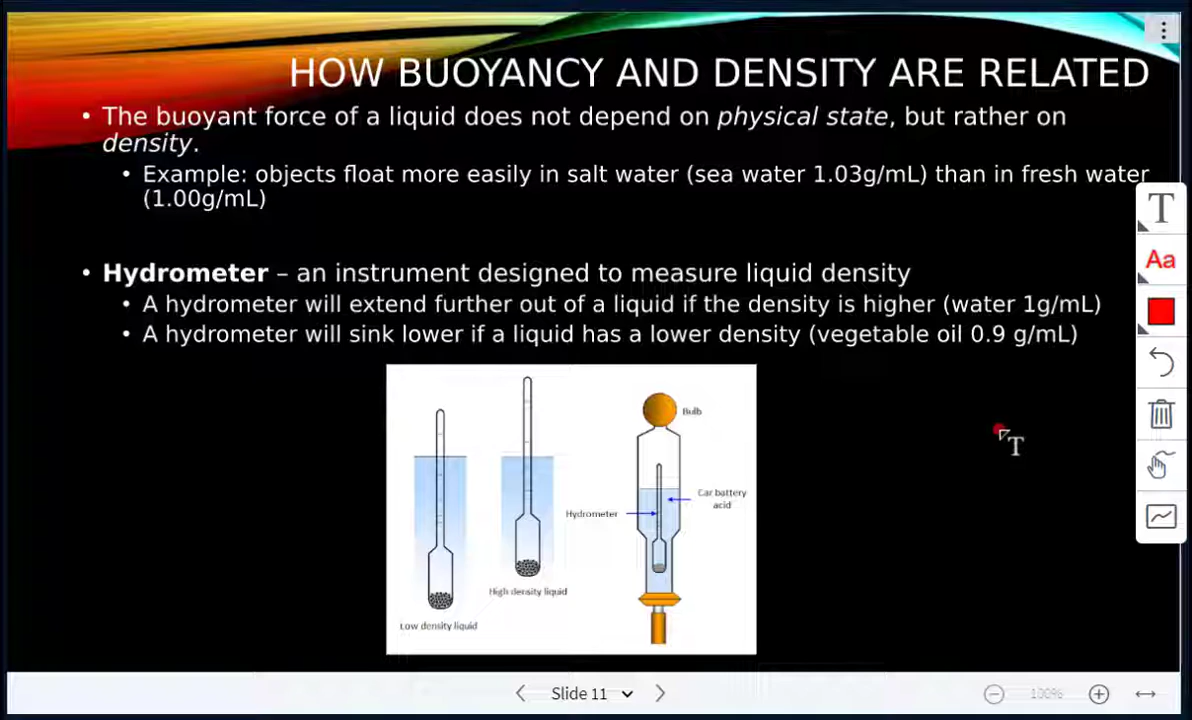 HOW BUOYANCY AND DENSITY ARE RELATED
• The buoyant force of a liquid does not depend on physical state, but rather on
density.
• Example: objects float more easily in salt water (sea water 1.03g/mL) than in fresh water
(1.00g/mL)
• Hydrometer – an instrument designed to measure liquid density
• A hydrometer will extend further out of a liquid if the density is higher (water 1g/mL)
• A hydrometer will sink lower if a liquid has a lower density (vegetable oil 0.9 g/mL)
Bulb
Car battery
acid
Hydrometer
High density liquid
Low density liquid
T
Aa
T
Slide 11
100%